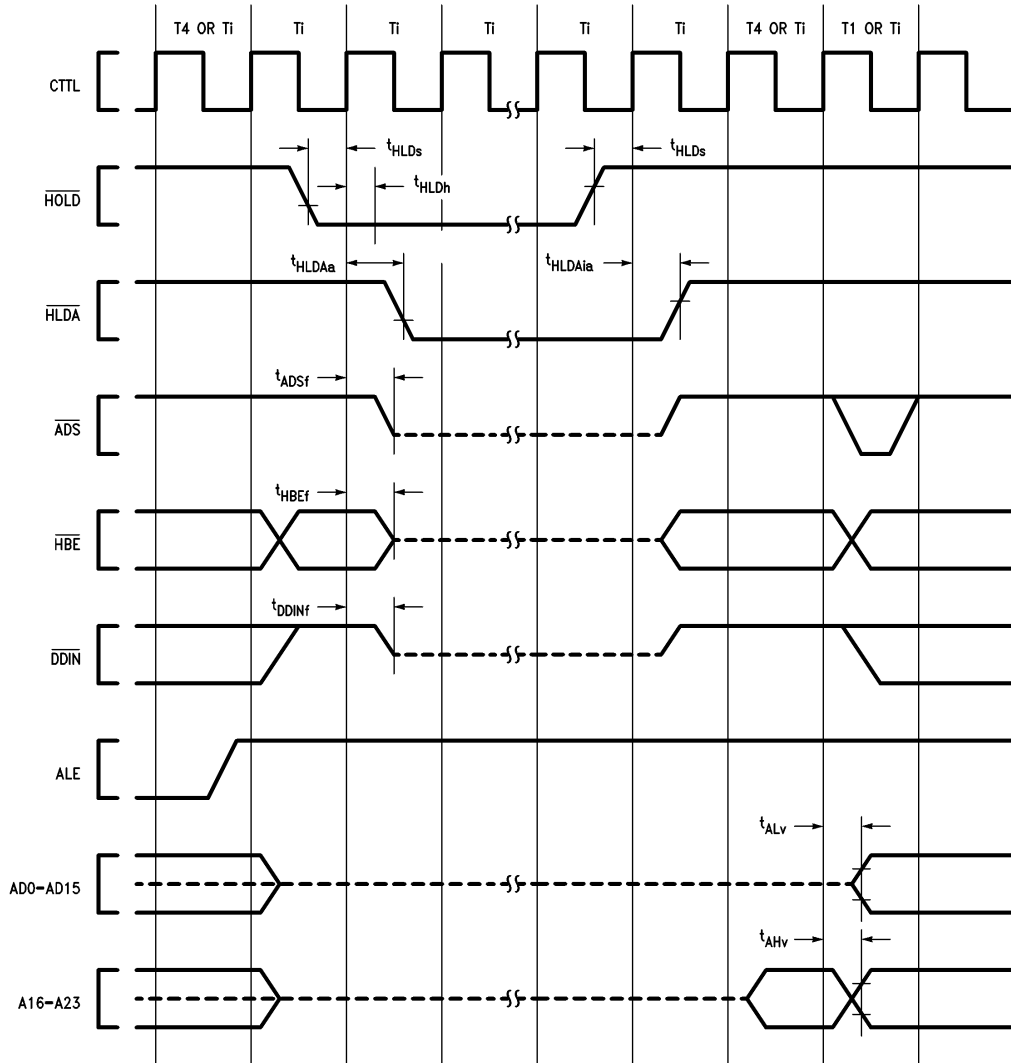 T4 OR Ti Ti Ti Ti Ti Ti T4 OR Ti T1 OR Ti
CTTL
tHLDs tHLDs
tHLDh
HOLD
tHLDAa tHLDAia
HLDA
tADSf
ADS
tHBEf
HBE
tDDINf
DDIN
ALE
tALv
AD0-AD15
tAHv
A16-A23